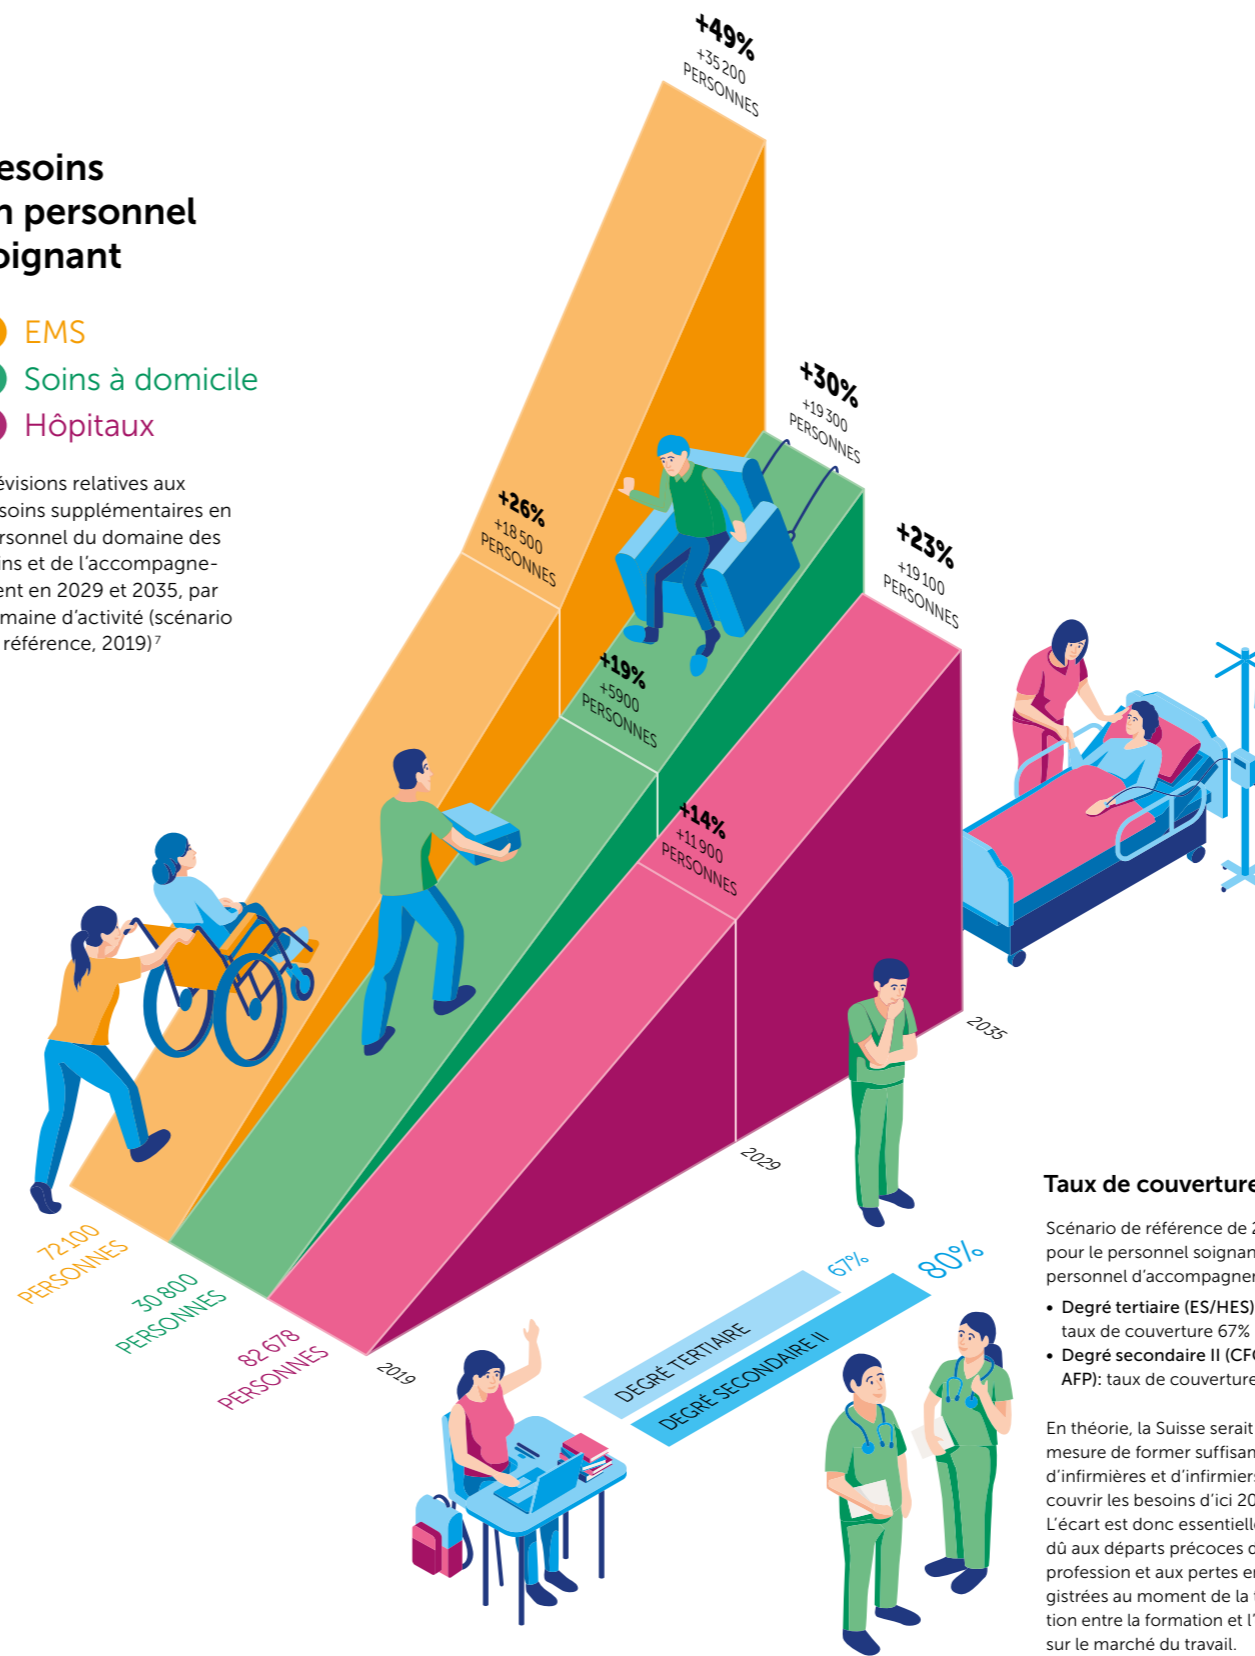 esoins
n personnel
oignant
EMS
Soins à domicile
Hôpitaux
évisions relatives aux
soins supplémentaires en
rsonnel du domaine des
ins et de l'accompagne-
ent en 2029 et 2035, par
maine d'activité (scénario
référence, 2019)⁷
+49%
+35 200
PERSONNES
+30%
+19 300
PERSONNES
+23%
+19 100
PERSONNES
+26%
+18 500
PERSONNES
+19%
+5900
PERSONNES
+14%
+11 900
PERSONNES
72 100
PERSONNES
30 800
PERSONNES
82 678
PERSONNES
2019
2029
2035
DEGRÉ TERTIAIRE
67%
DEGRÉ SECONDAIRE II
80%
Taux de couverture
Scénario de référence de 2
pour le personnel soignan
personnel d'accompagne
• Degré tertiaire (ES/HES)
taux de couverture 67%
• Degré secondaire II (CFC
AFP): taux de couverture
En théorie, la Suisse serait
mesure de former suffisan
d'infirmières et d'infirmiers
couvrir les besoins d'ici 20
L'écart est donc essentielle
dû aux départs précoces d
profession et aux pertes en
gistrées au moment de la t
tion entre la formation et l'
sur le marché du travail.